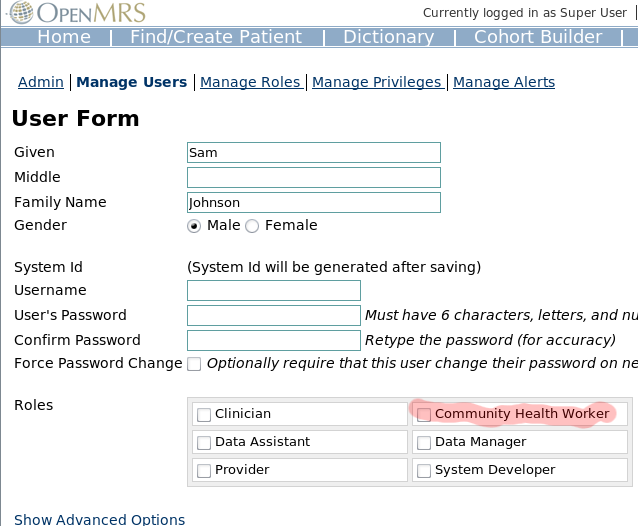 OPENMRS
Currently logged in as Super User |
Home | Find/Create Patient | Dictionary | Cohort Builder |
Admin | Manage Users | Manage Roles | Manage Privileges | Manage Alerts
User Form
Given Sam
Middle
Family Name Johnson
Gender Male Female
System Id (System Id will be generated after saving)
Username
User's Password Must have 6 characters, letters, and nu
Confirm Password Retype the password (for accuracy)
Force Password Change Optionally require that this user change their password on ne
Roles
Clinician Community Health Worker
Data Assistant Data Manager
Provider System Developer
Show Advanced Options